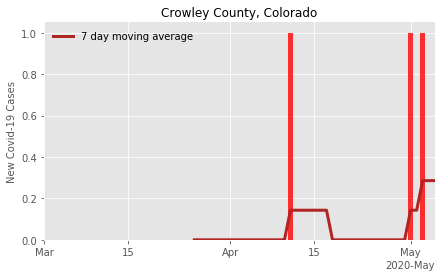 Crowley County, Colorado
7 day moving average
New Covid-19 Cases
1.0
0.8
0.6
0.4
0.2
0.0
Mar 15 Apr 15 May
2020-May